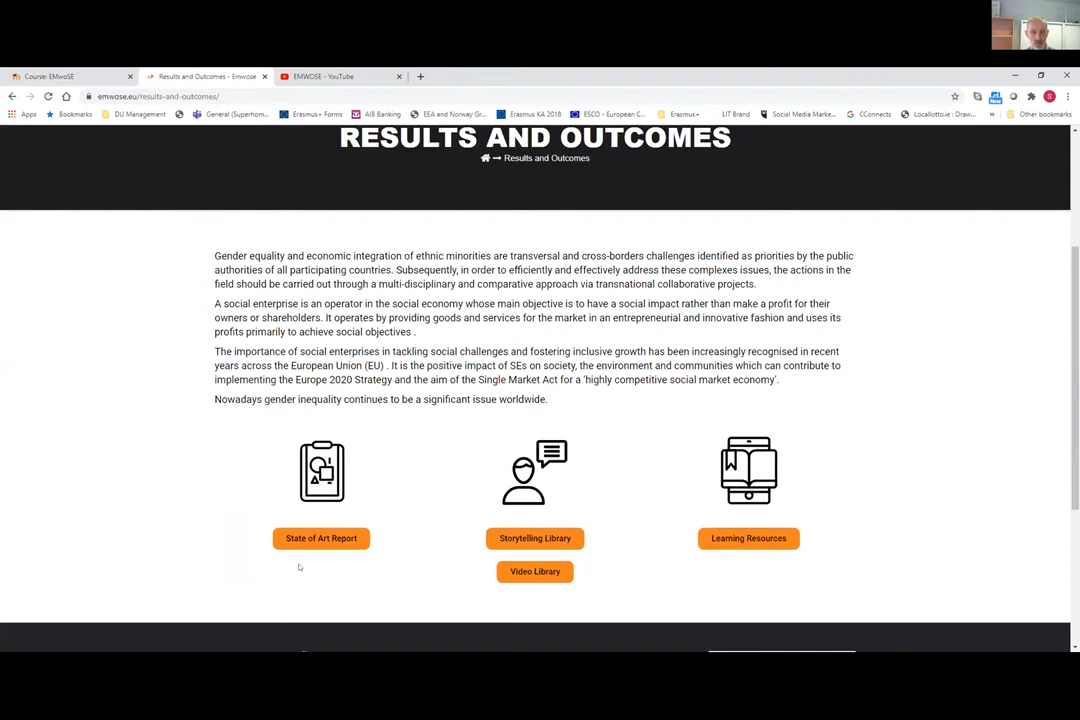 Course: EMwoSE
Results and Outcomes - Emwose
EMWOSE - YouTube
emwose.eu/results-and-outcomes/
Apps Bookmarks DU Management General (Superhom... Erasmus+ Forms AIB Banking EEA and Norway Gr... Erasmus KA 2018 ESCO - European C... Erasmus+ LIT Brand Social Media Marke... CConnects Localotto.ie : Draw... » Other bookmarks
RESULTS AND OUTCOMES
Results and Outcomes
Gender equality and economic integration of ethnic minorities are transversal and cross-borders challenges identified as priorities by the public
authorities of all participating countries. Subsequently, in order to efficiently and effectively address these complexes issues, the actions in the
field should be carried out through a multi-disciplinary and comparative approach via transnational collaborative projects.
A social enterprise is an operator in the social economy whose main objective is to have a social impact rather than make a profit for their
owners or shareholders. It operates by providing goods and services for the market in an entrepreneurial and innovative fashion and uses its
profits primarily to achieve social objectives .
The importance of social enterprises in tackling social challenges and fostering inclusive growth has been increasingly recognised in recent
years across the European Union (EU) . It is the positive impact of SEs on society, the environment and communities which can contribute to
implementing the Europe 2020 Strategy and the aim of the Single Market Act for a 'highly competitive social market economy'.
Nowadays gender inequality continues to be a significant issue worldwide.
State of Art Report
Storytelling Library
Learning Resources
Video Library